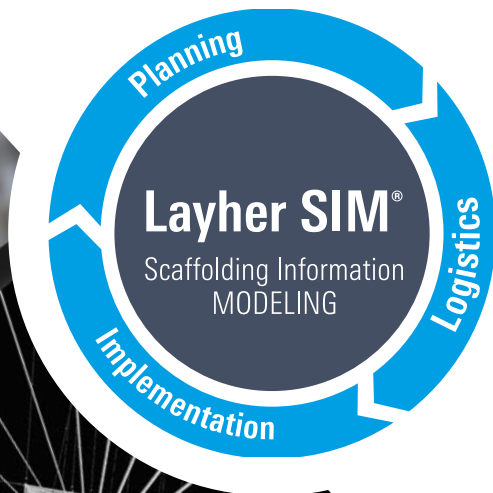 Planning
Layher SIM®
Scaffolding Information
MODELING
Logistics
Implementation